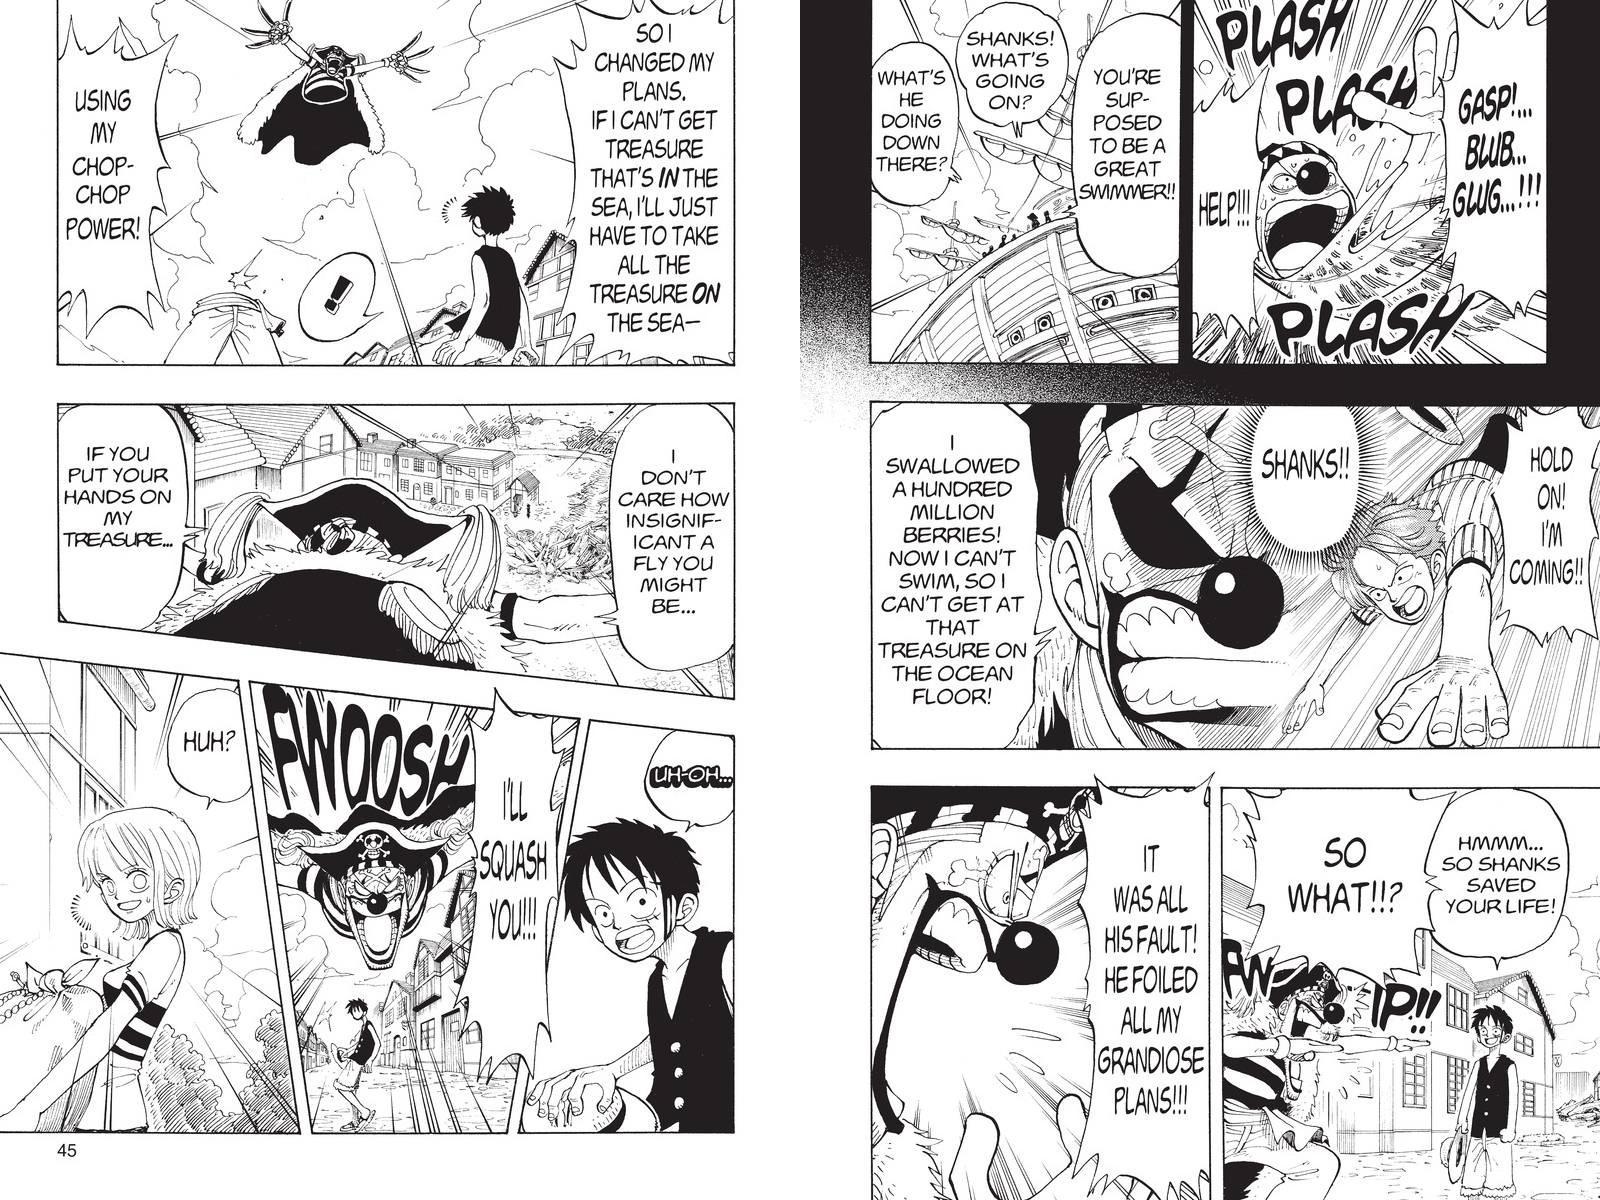 PLASH
PLASH
GASP!...
BLUB...
GLUG...!!!
HELP!!!
PLASH
YOU'RE
SUP-
POSED
TO BE A
GREAT
SWIMMER!!
SHANKS!
WHAT'S
GOING
ON?
WHAT'S
HE
DOING
DOWN
THERE?
HOLD
ON!
I'M
COMING!!
SHANKS!!
I
SWALLOWED
A HUNDRED
MILLION
BERRIES!
NOW I CAN'T
SWIM, SO I
CAN'T GET AT
THAT
TREASURE ON
THE OCEAN
FLOOR!
HMMM...
SO SHANKS
SAVED
YOUR LIFE!
SO
WHAT!!?
FW-IP!!
IT
WAS ALL
HIS FAULT!
HE FOILED
ALL MY
GRANDIOSE
PLANS!!!
SO I
CHANGED MY
PLANS.
IF I CAN'T GET
TREASURE
THAT'S IN THE
SEA, I'LL JUST
HAVE TO TAKE
ALL THE
TREASURE ON
THE SEA—
USING
MY
CHOP-
CHOP
POWER!
!
I
DON'T
CARE HOW
INSIGNIF-
ICANT A
FLY YOU
MIGHT
BE...
IF YOU
PUT YOUR
HANDS ON
MY
TREASURE...
UH-OH...
I'LL
SQUASH
YOU!!!
FWOOSH
HUH?
45